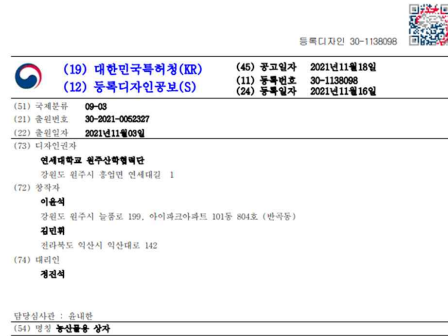 등록디자인 30-1138098
(19) 대한민국특허청(KR)
(12) 등록디자인공보(S)
(45) 공고일자 2021년11월18일
(11) 등록번호 30-1138098
(24) 등록일자 2021년11월16일
(51) 국제분류 09-03
(21) 출원번호 30-2021-0052327
(22) 출원일자 2021년11월03일
(73) 디자인권자
연세대학교 원주산학협력단
강원도 원주시 흥업면 연세대길 1
(72) 창작자
이윤석
강원도 원주시 늘품로 199, 아이파크아파트 101동 804호 (반곡동)
김민휘
전라북도 익산시 익산대로 142
(74) 대리인
정진석
담당심사관 : 윤내한
(54) 명칭 농산물용 상자